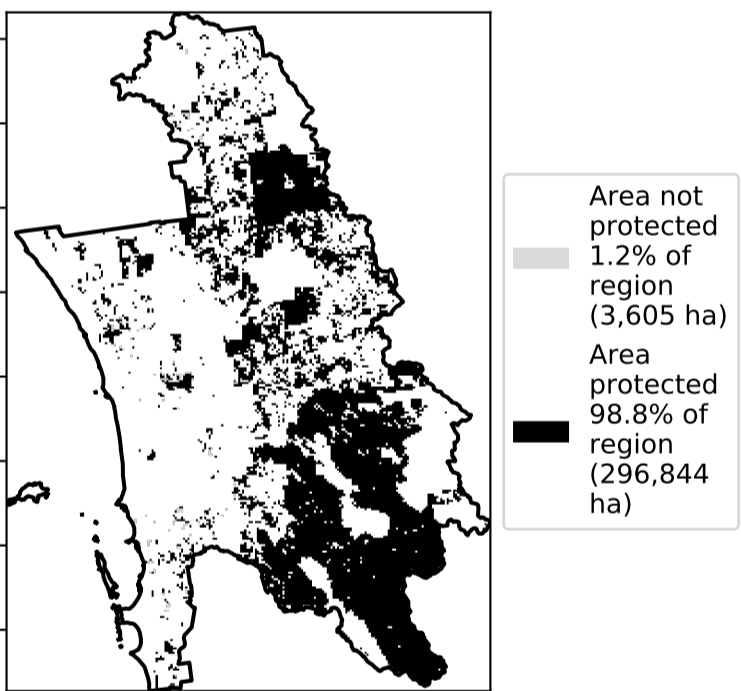 Area not
protected
1.2% of
region
(3,605 ha)
Area
protected
98.8% of
region
(296,844
ha)